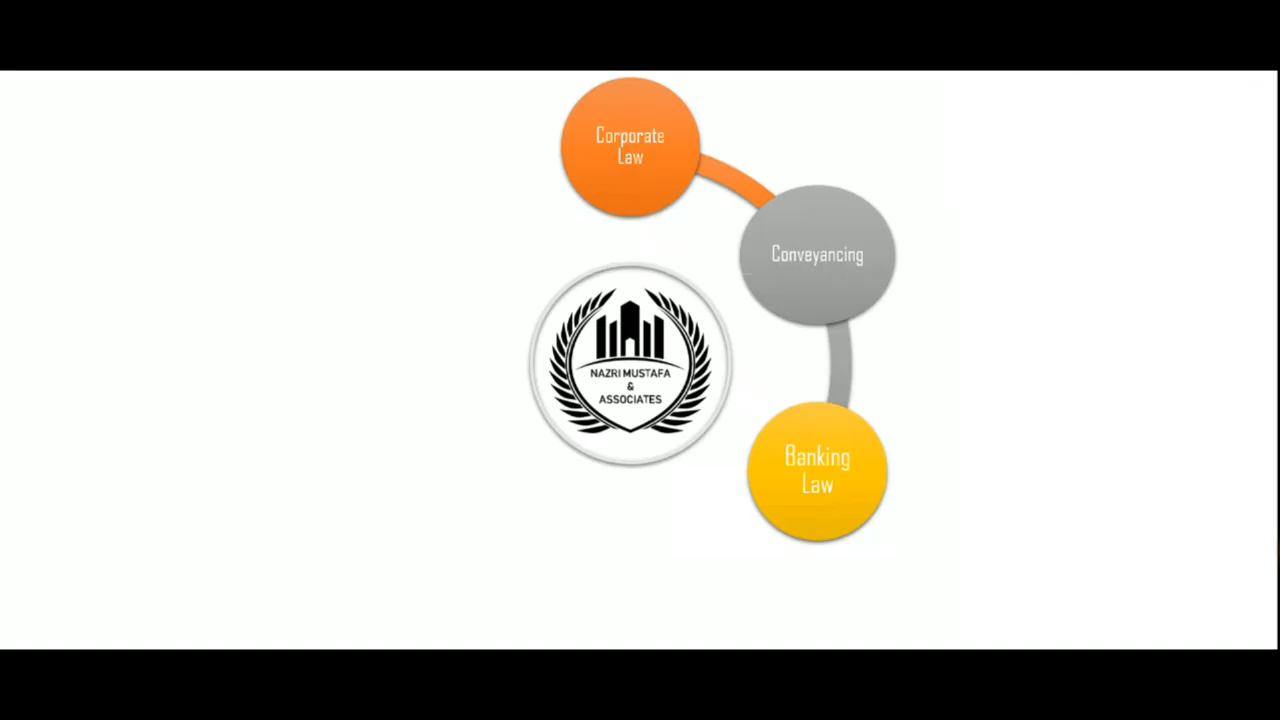 Corporate
Law
Conveyancing
NAZRI MUSTAFA
&
ASSOCIATES
Banking
Law